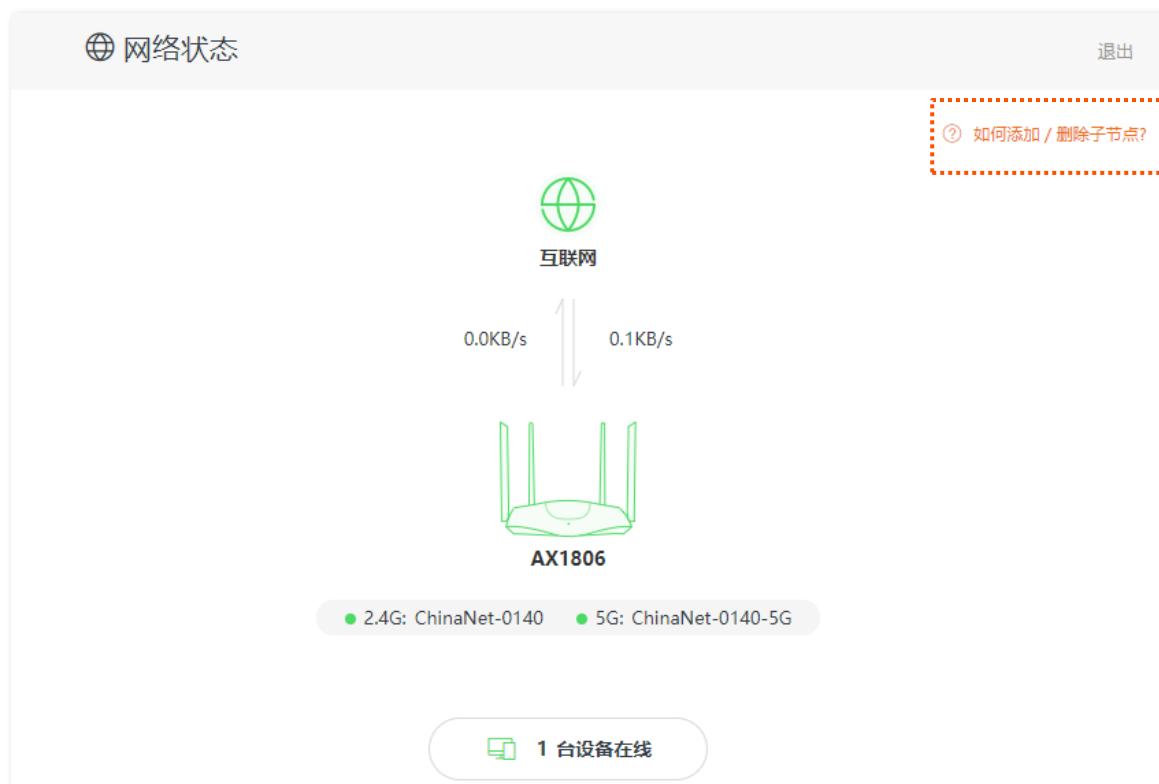 网络状态
退出
如何添加 / 删除子节点?
互联网
0.0KB/s 0.1KB/s
AX1806
2.4G: ChinaNet-0140 5G: ChinaNet-0140-5G
1 台设备在线